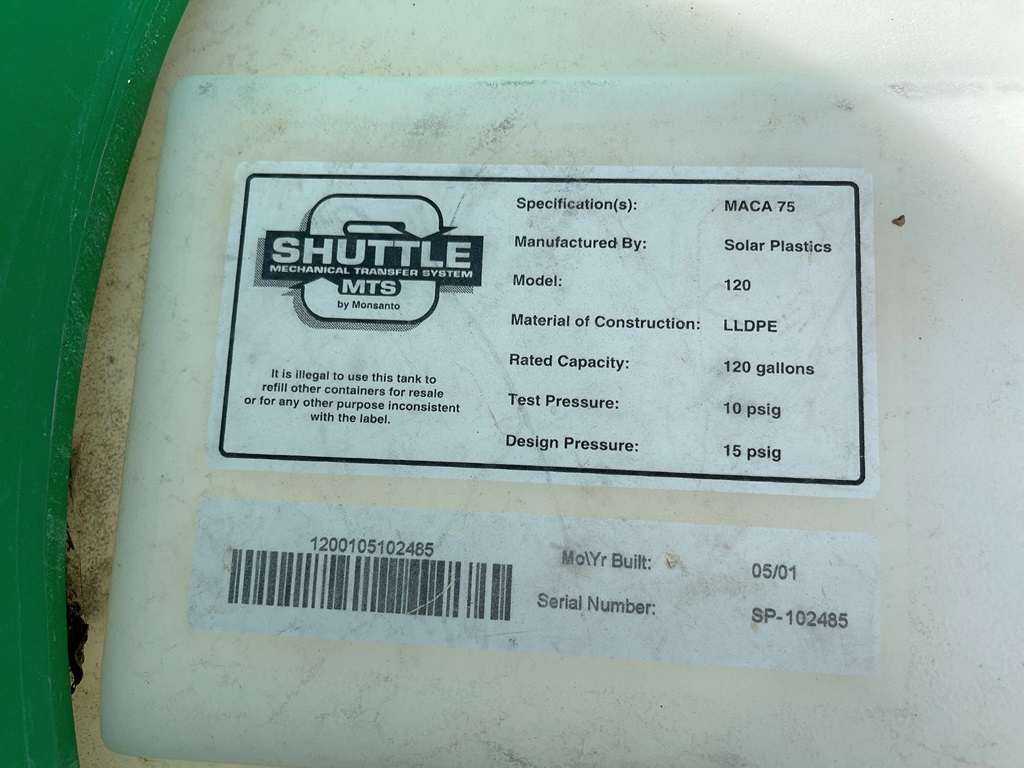 SHUTTLE
MECHANICAL TRANSFER SYSTEM
MTS
by Monsanto
It is illegal to use this tank to
refill other containers for resale
or for any other purpose inconsistent
with the label.
Specification(s): MACA 75
Manufactured By: Solar Plastics
Model: 120
Material of Construction: LLDPE
Rated Capacity: 120 gallons
Test Pressure: 10 psig
Design Pressure: 15 psig
1200105102485
Mo\Yr Built: 05/01
Serial Number: SP-102485